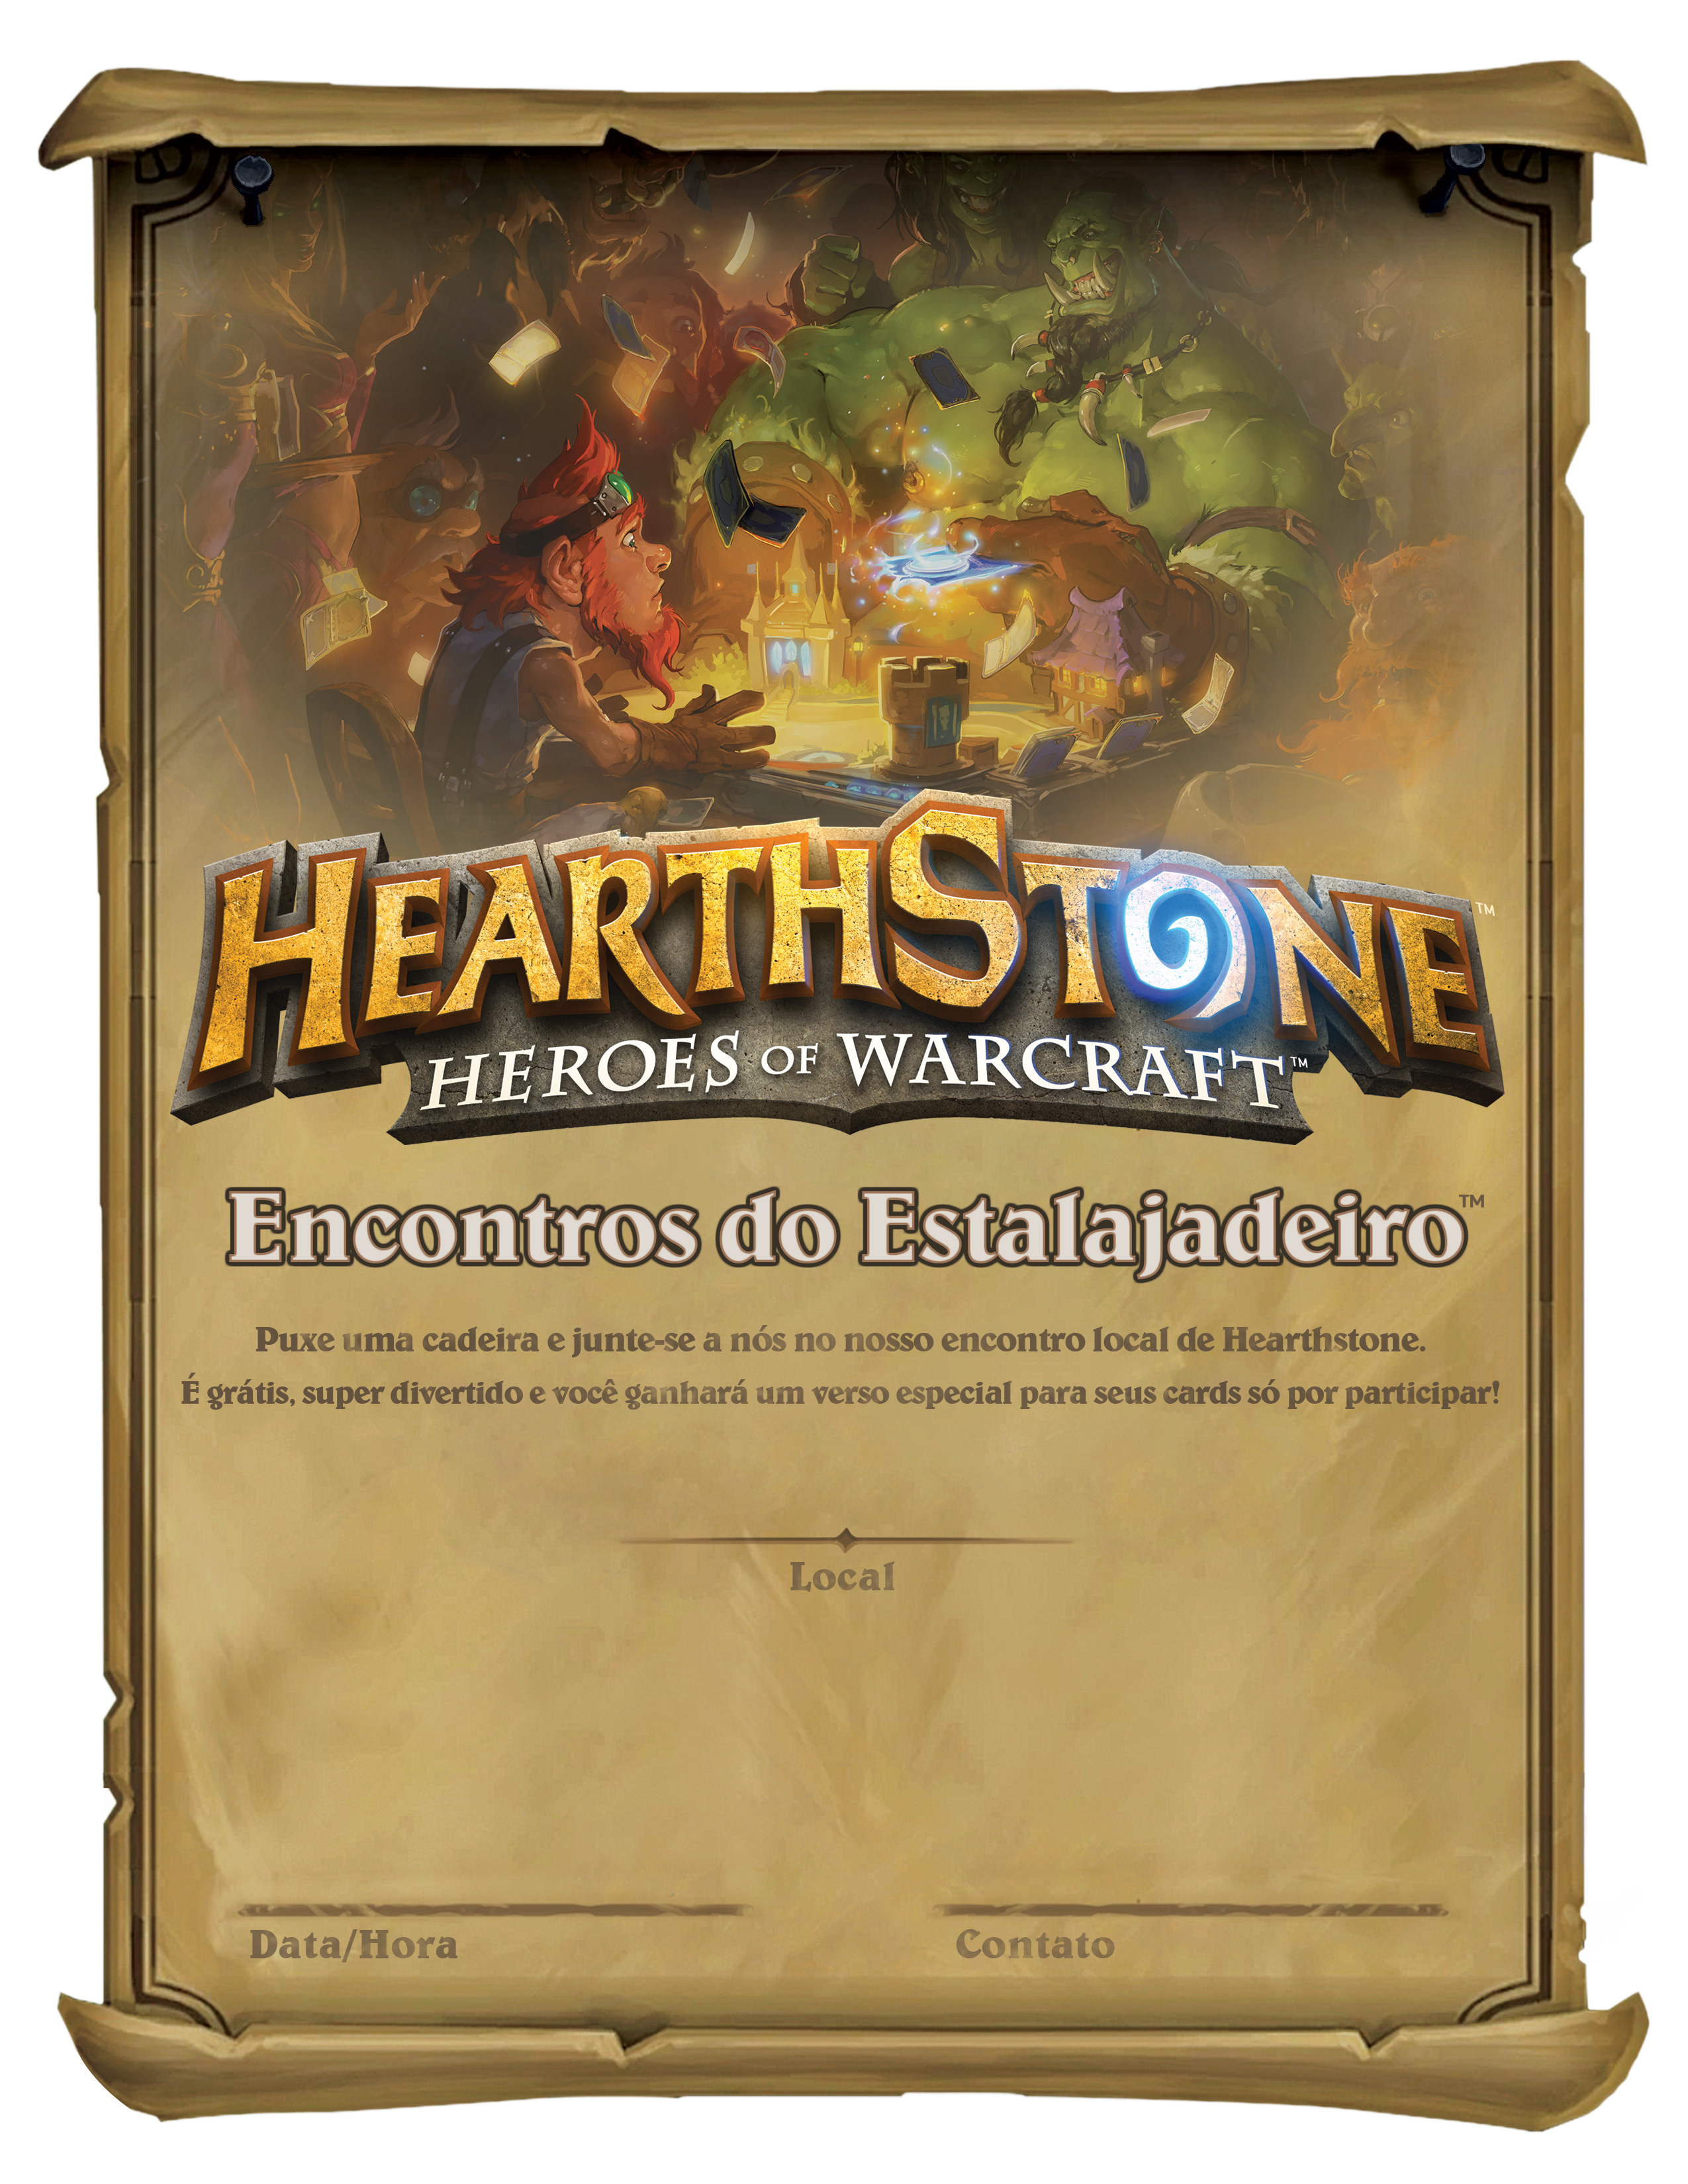 HEARTHSTONE™
HEROES OF WARCRAFT™
Encontros do Estalajadeiro™
Puxe uma cadeira e junte-se a nós no nosso encontro local de Hearthstone.
É grátis, super divertido e você ganhará um verso especial para seus cards só por participar!
Local
Data/Hora
Contato